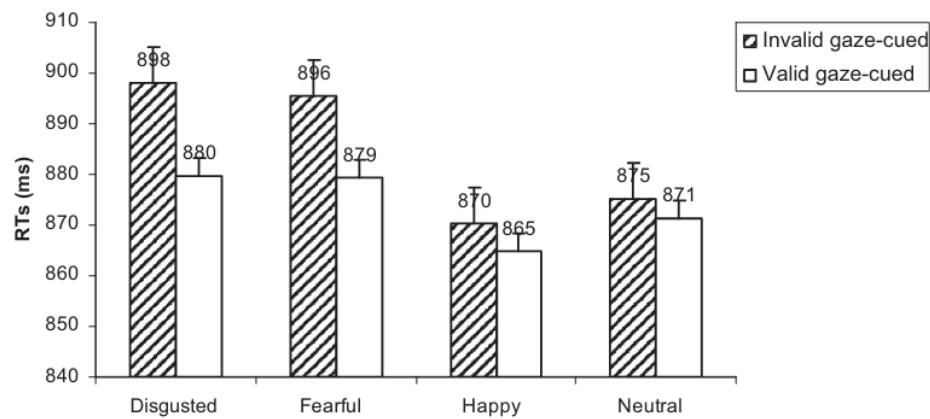 910
900
890
880
870
860
850
840
RTs (ms)
898
880
896
879
870
865
875
871
Disgusted
Fearful
Happy
Neutral
Invalid gaze-cued
Valid gaze-cued